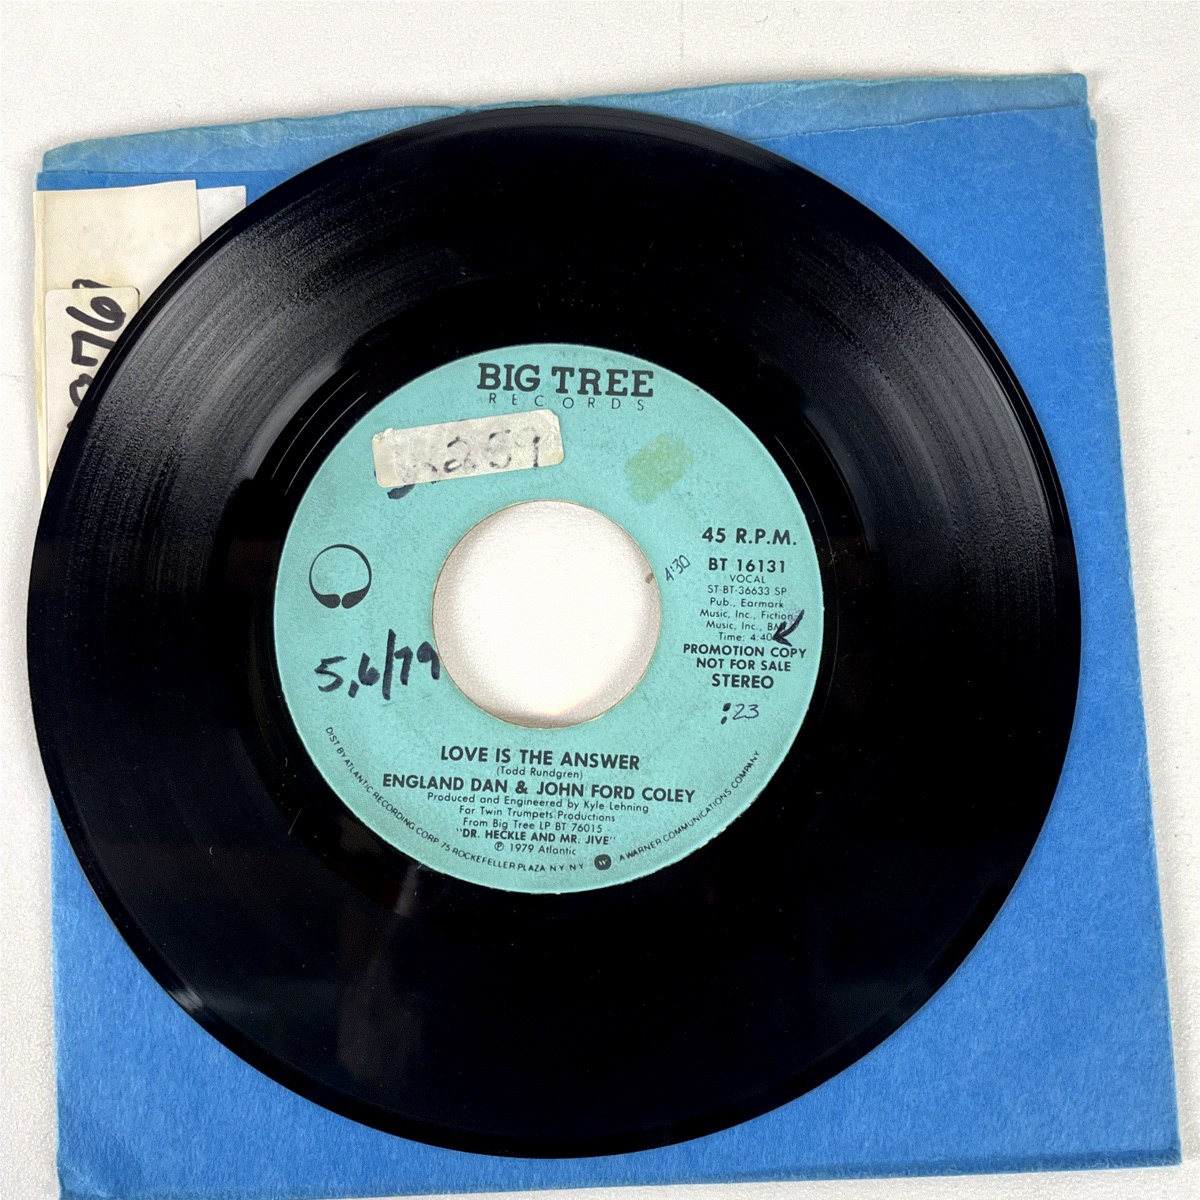 BIG TREE
RECORDS
259
76
45 R.P.M.
4:30
BT 16131
VOCAL
ST-BT-36633 SP
Pub., Earmark
Music, Inc., Fiction
Music, Inc.,
Time: 4:40
PROMOTION COPY
NOT FOR SALE
STEREO
:23
5,6/79
LOVE IS THE ANSWER
(Todd Rundgren)
ENGLAND DAN & JOHN FORD COLEY
Produced and Engineered by Kyle Lehning
For Twin Trumpets Productions
From Big Tree LP BT 76015
"DR. HECKLE AND MR. JIVE"
℗ 1979 Atlantic
DIST BY ATLANTIC RECORDING CORP 75 ROCKEFELLER PLAZA N Y N Y W A WARNER COMMUNICATIONS COMPANY